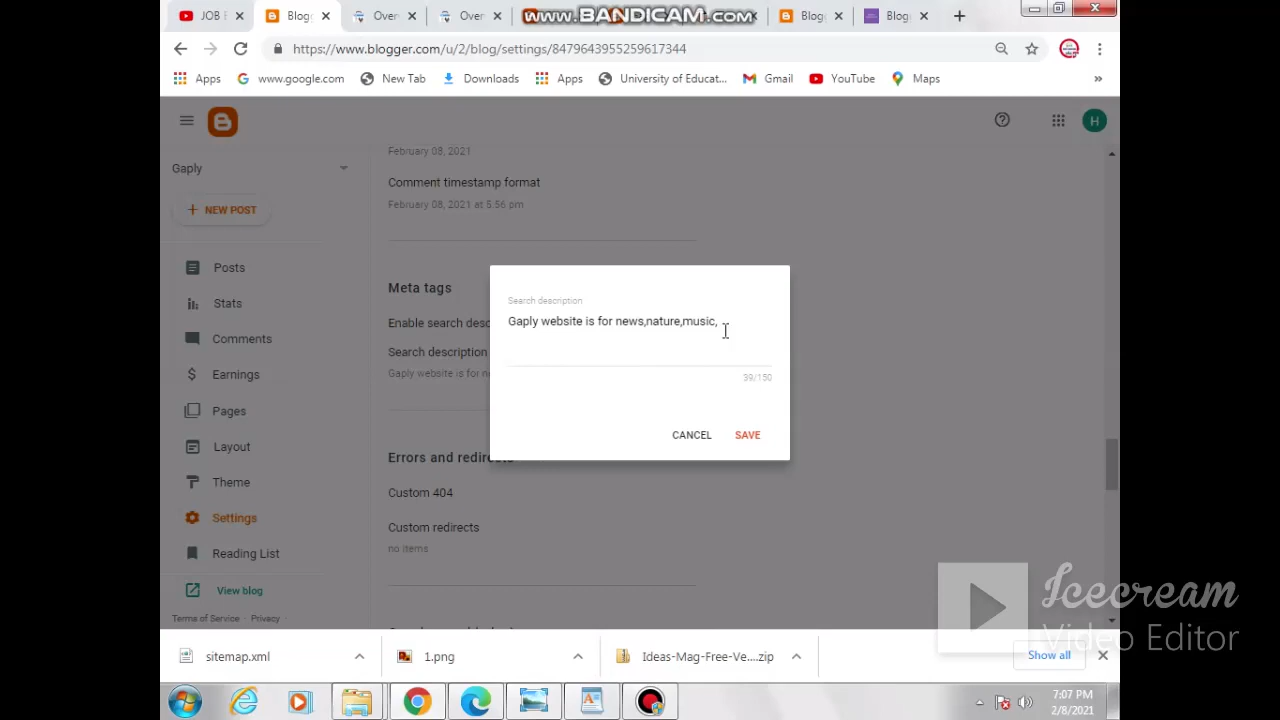 JOB E
Blogg
Over
Over
www.BANDICAM.com
Blogg
Blogg
https://www.blogger.com/u/2/blog/settings/8479643955259617344
Apps
www.google.com
New Tab
Downloads
Apps
University of Educat...
Gmail
YouTube
Maps
»
H
Gaply
February 08, 2021
Comment timestamp format
February 08, 2021 at 5:56 pm
+ NEW POST
Posts
Stats
Comments
Earnings
Pages
Layout
Theme
Settings
Reading List
View blog
Terms of Service · Privacy ·
Meta tags
Enable search desc
Search description
Gaply website is for ne
Search description
Gaply website is for news,nature,music,
39/150
CANCEL
SAVE
Errors and redirects
Custom 404
Custom redirects
no items
Icecream
Video Editor
sitemap.xml
1.png
Ideas-Mag-Free-Ve....zip
Show all
7:07 PM
2/8/2021